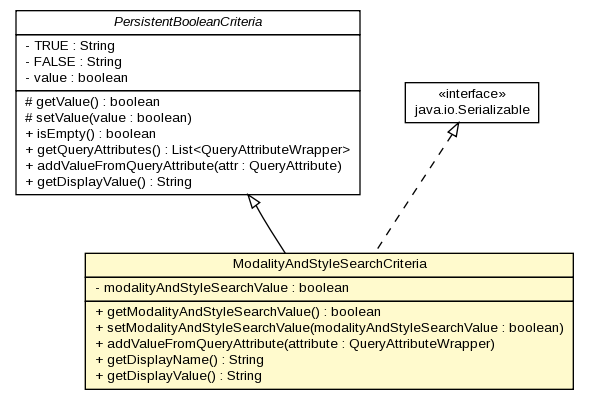 PersistentBooleanCriteria
- TRUE : String
- FALSE : String
- value : boolean
# getValue() : boolean
# setValue(value : boolean)
+ isEmpty() : boolean
+ getQueryAttributes() : List<QueryAttributeWrapper>
+ addValueFromQueryAttribute(attr : QueryAttribute)
+ getDisplayValue() : String
«interface»
java.io.Serializable
ModalityAndStyleSearchCriteria
- modalityAndStyleSearchValue : boolean
+ getModalityAndStyleSearchValue() : boolean
+ setModalityAndStyleSearchValue(modalityAndStyleSearchValue : boolean)
+ addValueFromQueryAttribute(attribute : QueryAttributeWrapper)
+ getDisplayName() : String
+ getDisplayValue() : String